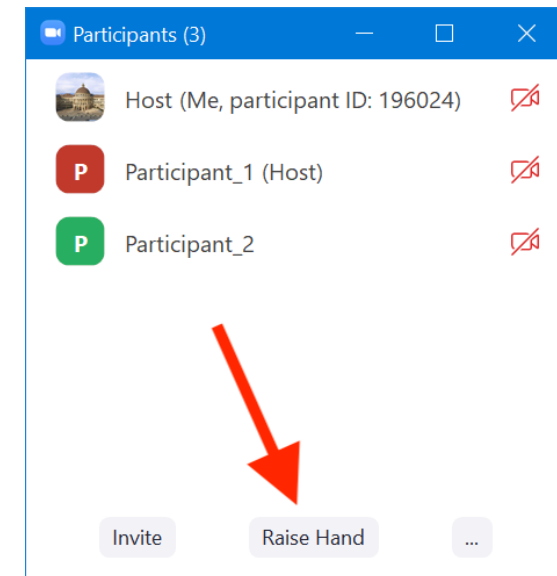 Participants (3)
Host (Me, participant ID: 196024)
P
Participant_1 (Host)
P
Participant_2
Invite
Raise Hand
...